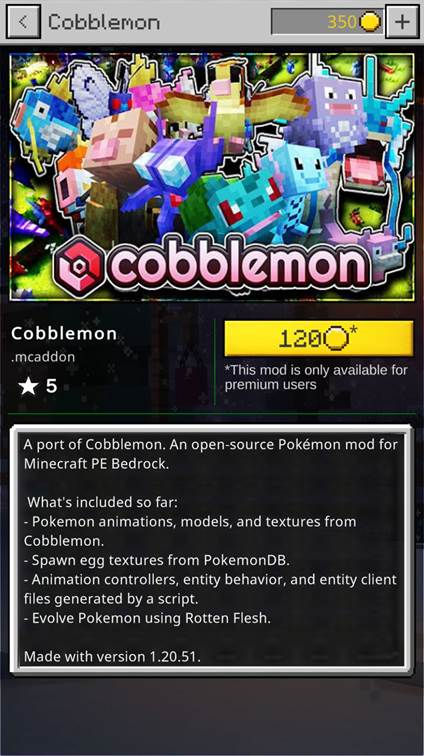 Cobblemon
350
cobblemon
Cobblemon
.mcaddon
★ 5
120 *
*This mod is only available for
premium users
A port of Cobblemon. An open-source Pokémon mod for
Minecraft PE Bedrock.
What's included so far:
- Pokemon animations, models, and textures from
Cobblemon.
- Spawn egg textures from PokemonDB.
- Animation controllers, entity behavior, and entity client
files generated by a script.
- Evolve Pokemon using Rotten Flesh.
Made with version 1.20.51.